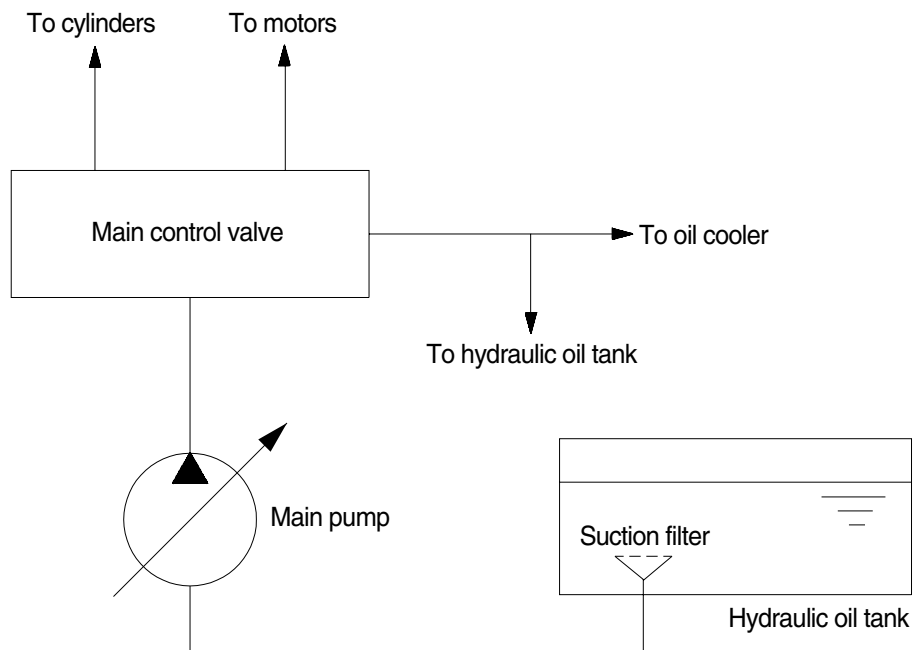 To cylinders
To motors
Main control valve
To oil cooler
To hydraulic oil tank
Main pump
Suction filter
Hydraulic oil tank